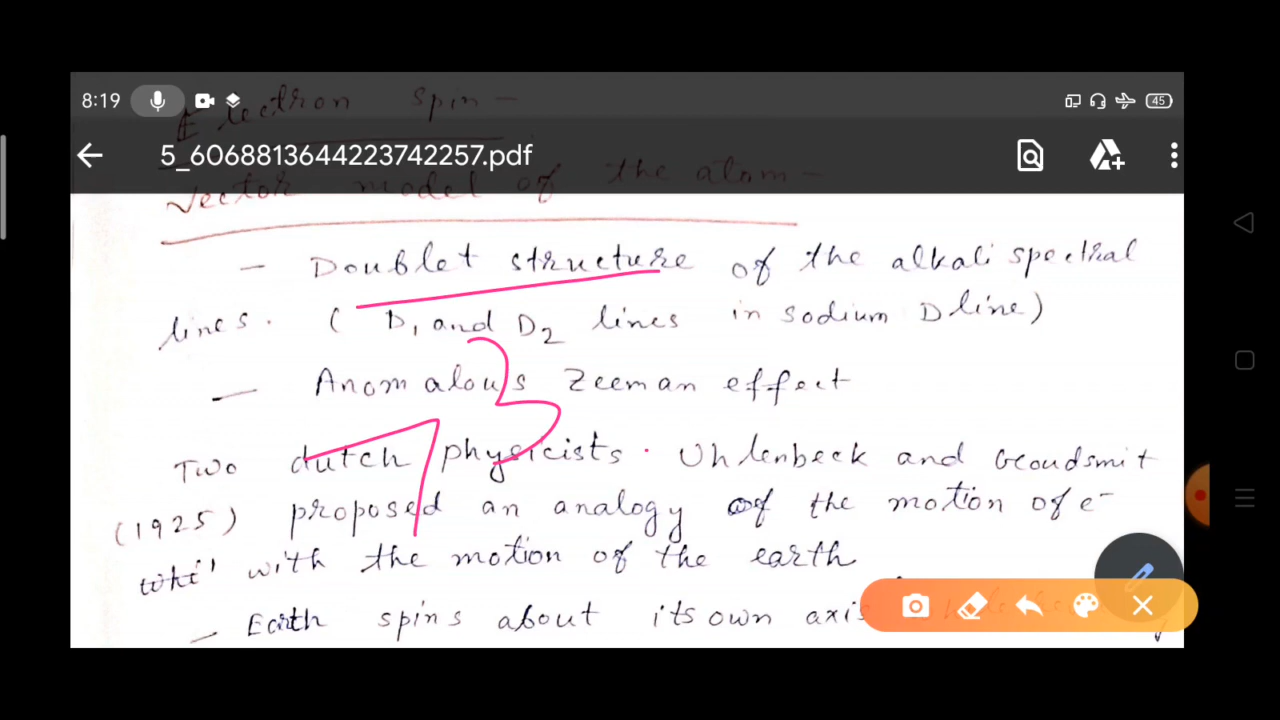 8:19
45
Electron spin -
5_6068813644223742257.pdf
Vector model of the atom -
- Doublet structure of the alkali spectral
lines. ( D1 and D2 lines in sodium D line)
- Anomalous Zeeman effect
Two dutch physicists. Uhlenbeck and Goudsmit
(1925) proposed an analogy of the motion of e-
with the motion of the earth
- Earth spins about its own axis